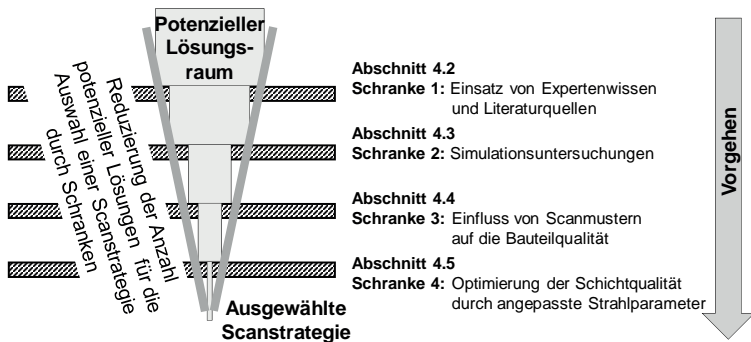 Potenzieller
Lösungs-
raum
Reduzierung der Anzahl
potenzieller Lösungen für die
Auswahl einer Scanstrategie
durch Schranken
Abschnitt 4.2
Schranke 1: Einsatz von Expertenwissen
und Literaturquellen
Abschnitt 4.3
Schranke 2: Simulationsuntersuchungen
Abschnitt 4.4
Schranke 3: Einfluss von Scanmustern
auf die Bauteilqualität
Abschnitt 4.5
Schranke 4: Optimierung der Schichtqualität
durch angepasste Strahlparameter
Ausgewählte
Scanstrategie
Vorgehen